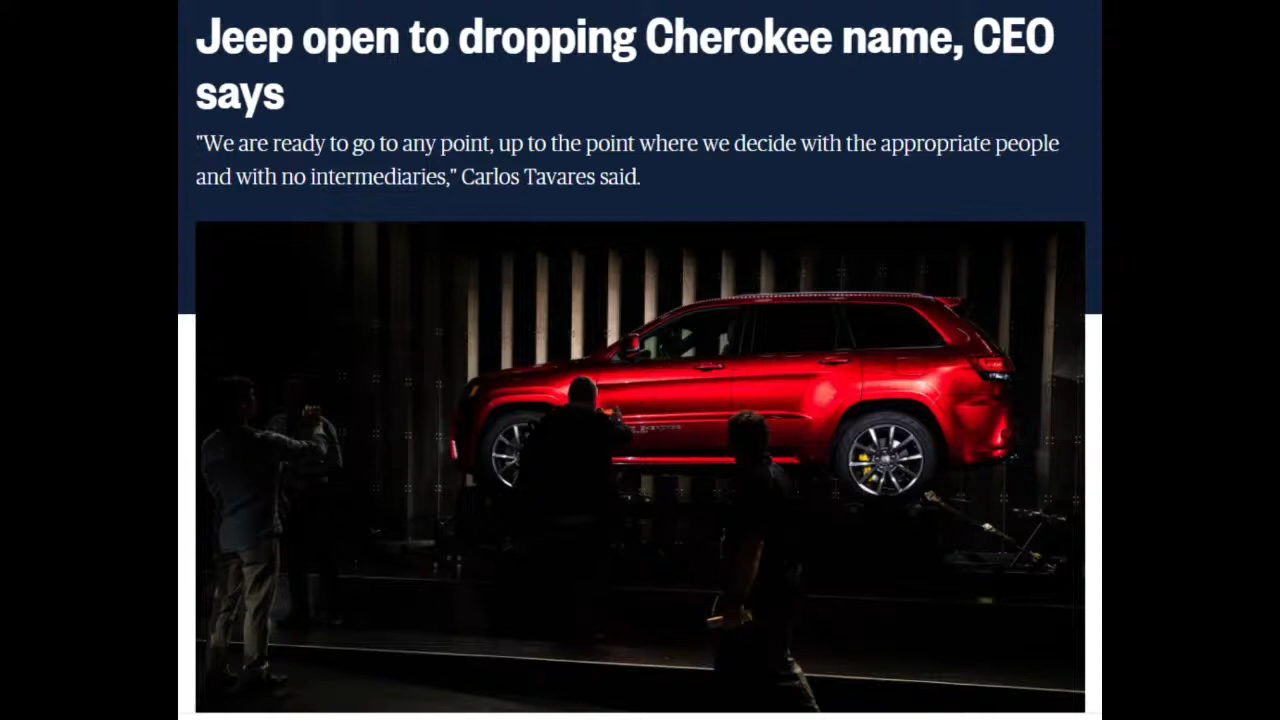 Jeep open to dropping Cherokee name, CEO
says
"We are ready to go to any point, up to the point where we decide with the appropriate people
and with no intermediaries," Carlos Tavares said.